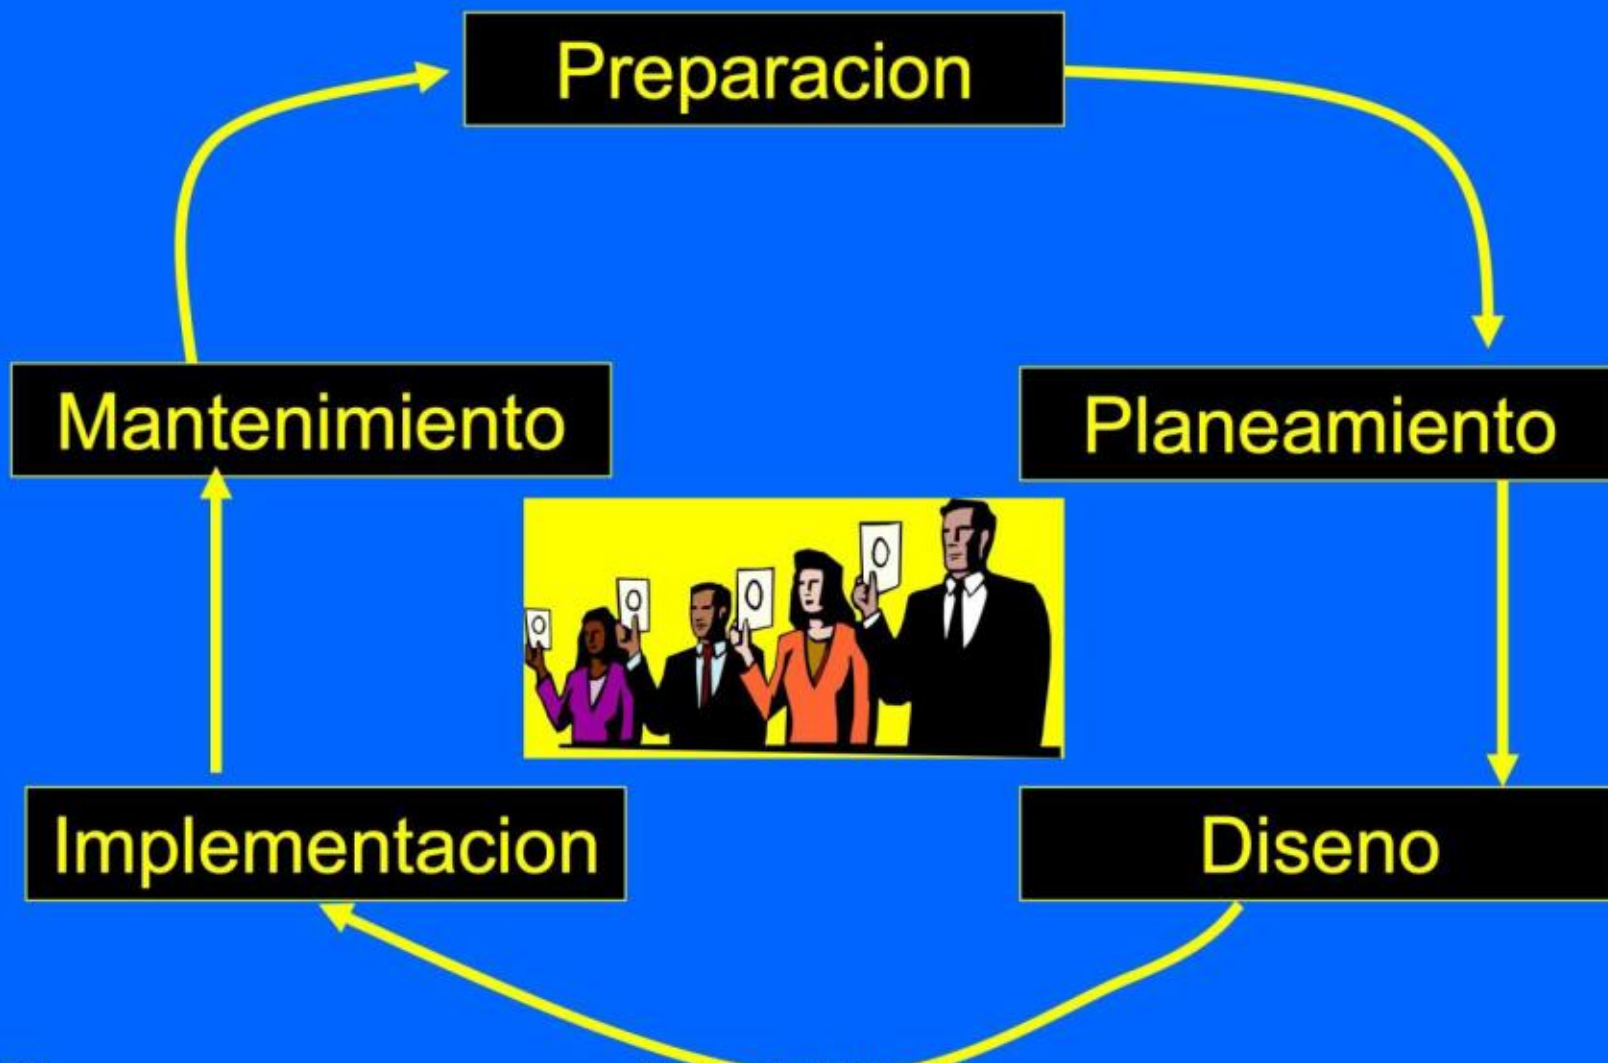 Preparacion
Mantenimiento
Planeamiento
Implementacion
Diseno